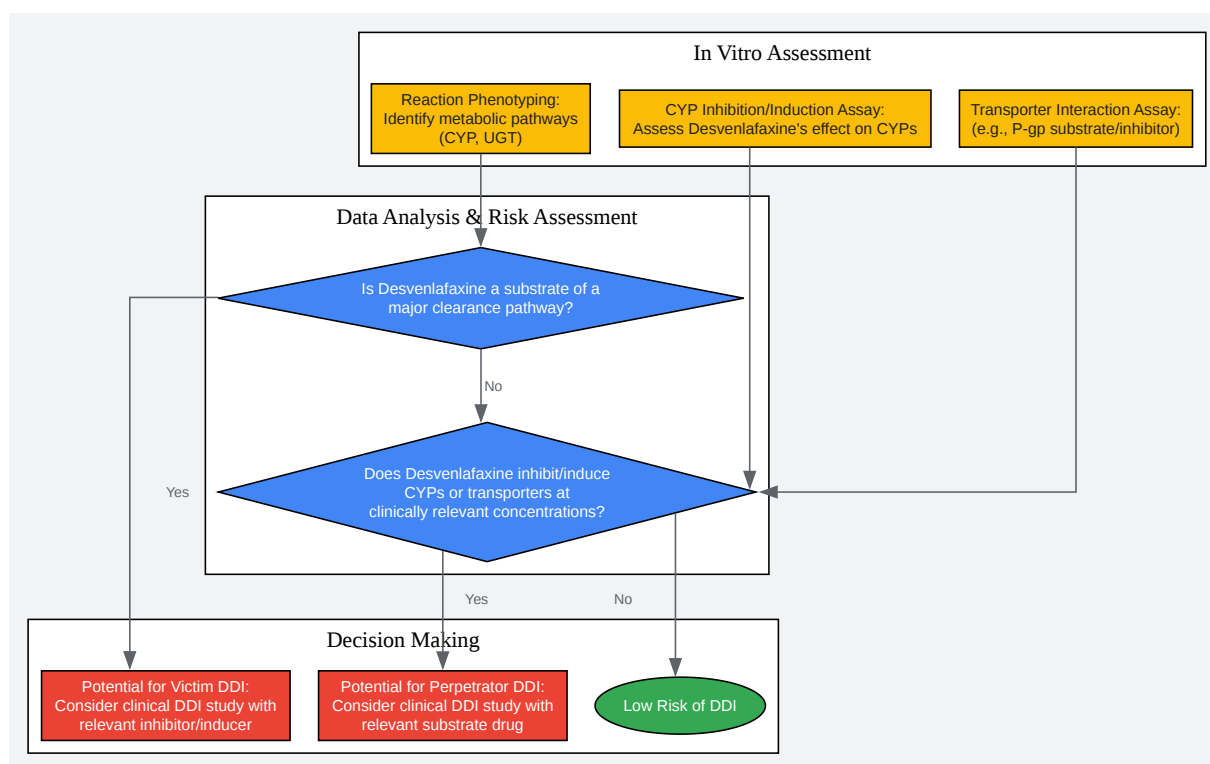 In Vitro Assessment
Reaction Phenotyping:
Identify metabolic pathways
(CYP, UGT)
CYP Inhibition/Induction Assay:
Assess Desvenlafaxine's effect on CYPs
Transporter Interaction Assay:
(e.g., P-gp substrate/inhibitor)
Data Analysis & Risk Assessment
Is Desvenlafaxine a substrate of a
major clearance pathway?
No
Does Desvenlafaxine inhibit/induce
CYPs or transporters at
clinically relevant concentrations?
Yes
Yes
No
Decision Making
Potential for Victim DDI:
Consider clinical DDI study with
relevant inhibitor/inducer
Potential for Perpetrator DDI:
Consider clinical DDI study with
relevant substrate drug
Low Risk of DDI